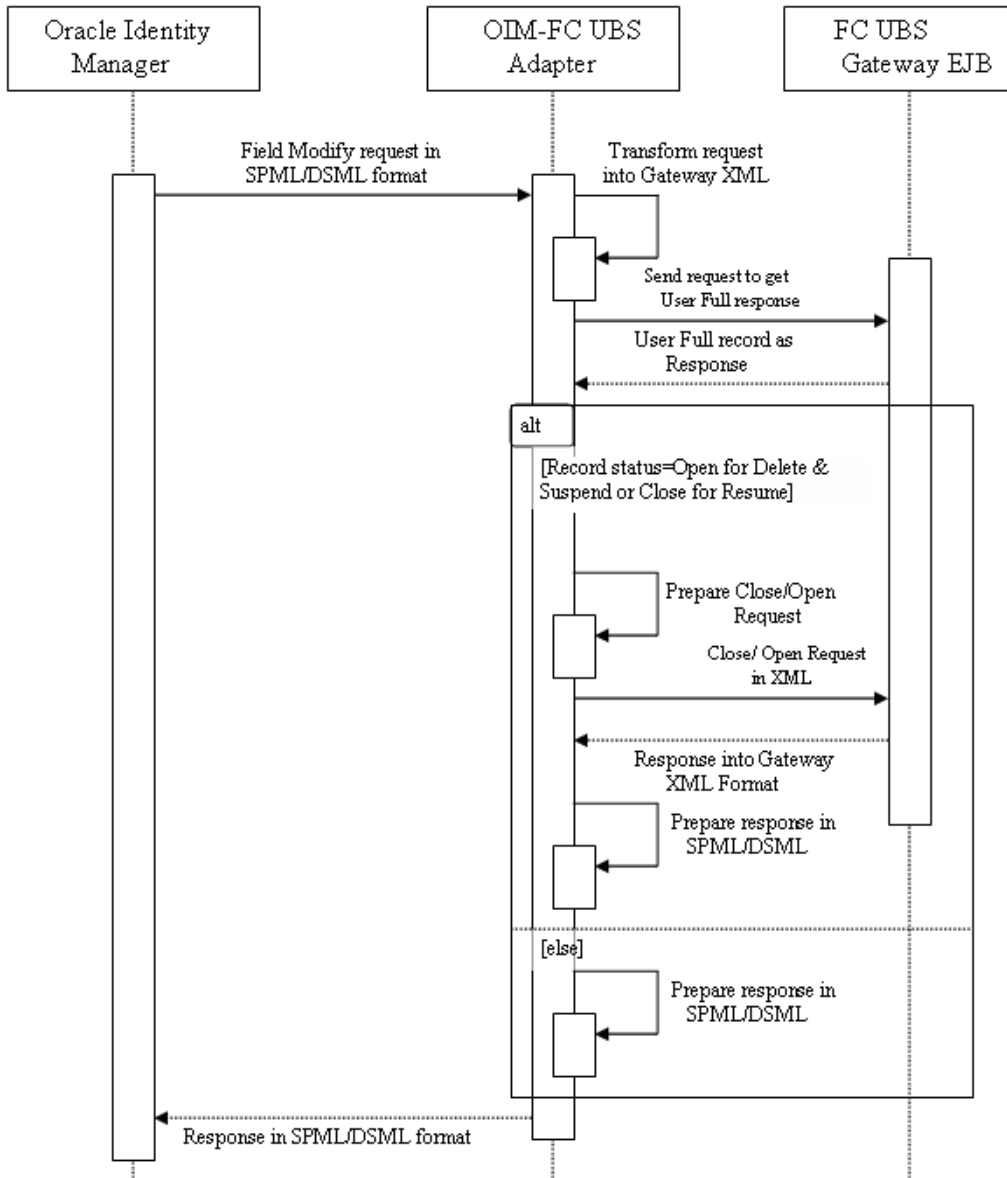 Oracle Identity
Manager
OIM-FC UBS
Adapter
FC UBS
Gateway EJB
Field Modify request in
SPML/DSML format
Transform request
into Gateway XML
Send request to get
User Full response
User Full record as
Response
alt
[Record status=Open for Delete &
Suspend or Close for Resume]
Prepare Close/Open
Request
Close/ Open Request
in XML
Response into Gateway
XML Format
Prepare response in
SPML/DSML
[else]
Prepare response in
SPML/DSML
Response in SPML/DSML format